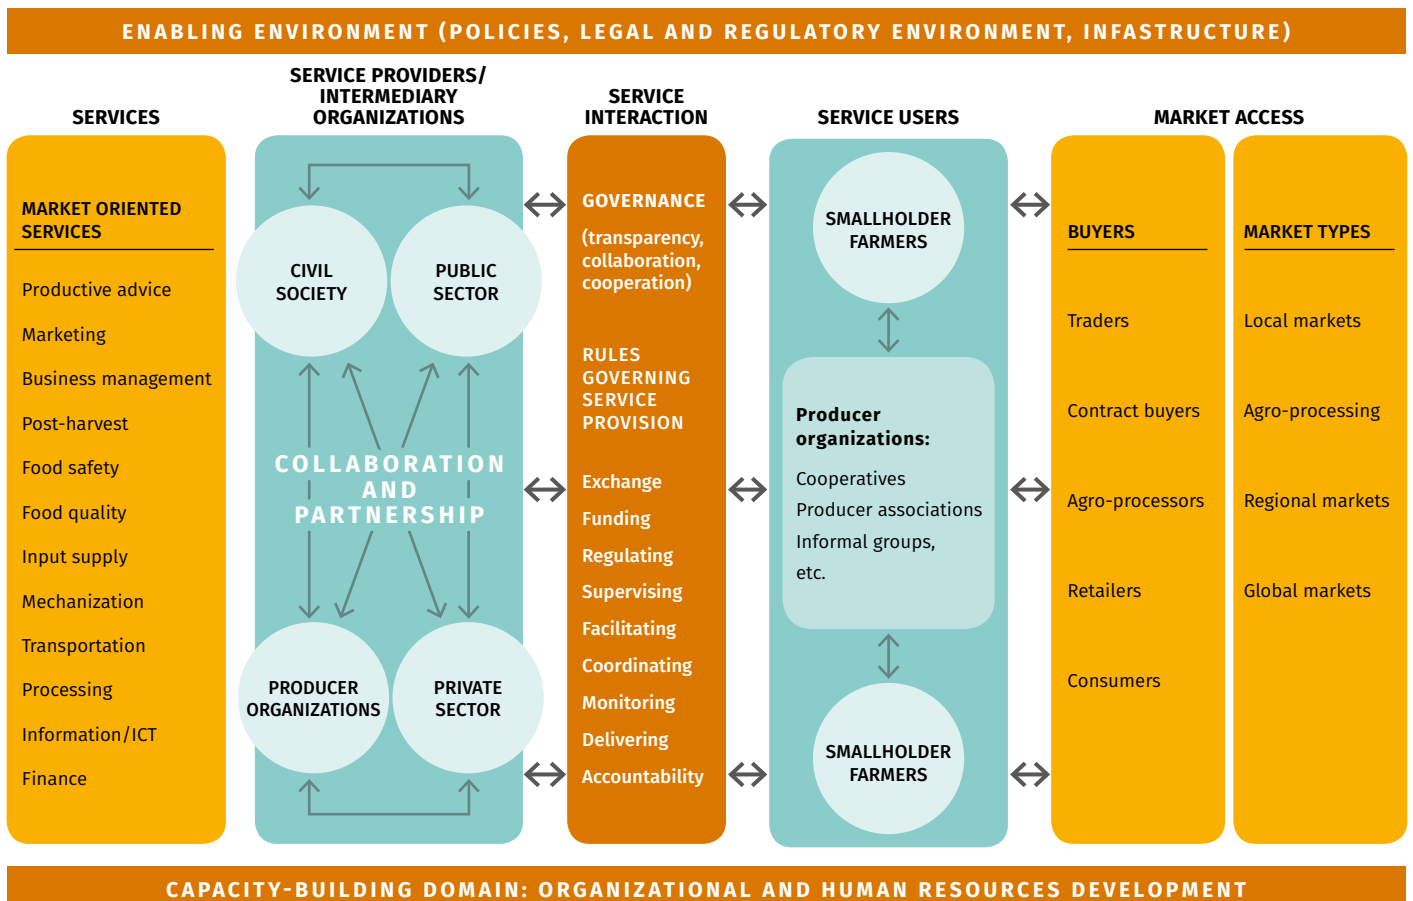 ENABLING ENVIRONMENT (POLICIES, LEGAL AND REGULATORY ENVIRONMENT, INFASTRUCTURE)
SERVICES
MARKET ORIENTED
SERVICES
Productive advice
Marketing
Business management
Post-harvest
Food safety
Food quality
Input supply
Mechanization
Transportation
Processing
Information/ICT
Finance
SERVICE PROVIDERS/
INTERMEDIARY
ORGANIZATIONS
CIVIL
SOCIETY
PUBLIC
SECTOR
COLLABORATION
AND
PARTNERSHIP
PRODUCER
ORGANIZATIONS
PRIVATE
SECTOR
SERVICE
INTERACTION
GOVERNANCE
(transparency,
collaboration,
cooperation)
RULES
GOVERNING
SERVICE
PROVISION
Exchange
Funding
Regulating
Supervising
Facilitating
Coordinating
Monitoring
Delivering
Accountability
SERVICE USERS
SMALLHOLDER
FARMERS
Producer
organizations:
Cooperatives
Producer associations
Informal groups,
etc.
SMALLHOLDER
FARMERS
MARKET ACCESS
BUYERS
Traders
Contract buyers
Agro-processors
Retailers
Consumers
MARKET TYPES
Local markets
Agro-processing
Regional markets
Global markets
CAPACITY-BUILDING DOMAIN: ORGANIZATIONAL AND HUMAN RESOURCES DEVELOPMENT